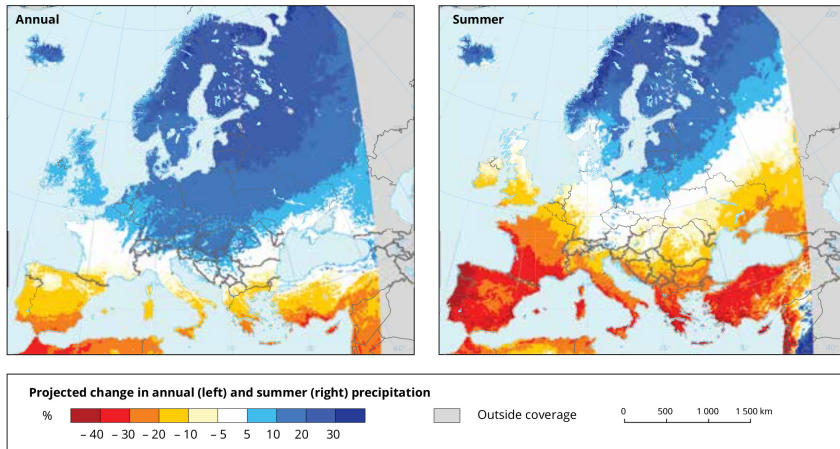 Annual
Summer
Projected change in annual (left) and summer (right) precipitation
%
– 40 – 30 – 20 – 10 – 5 5 10 20 30
Outside coverage
0 500 1 000 1 500 km